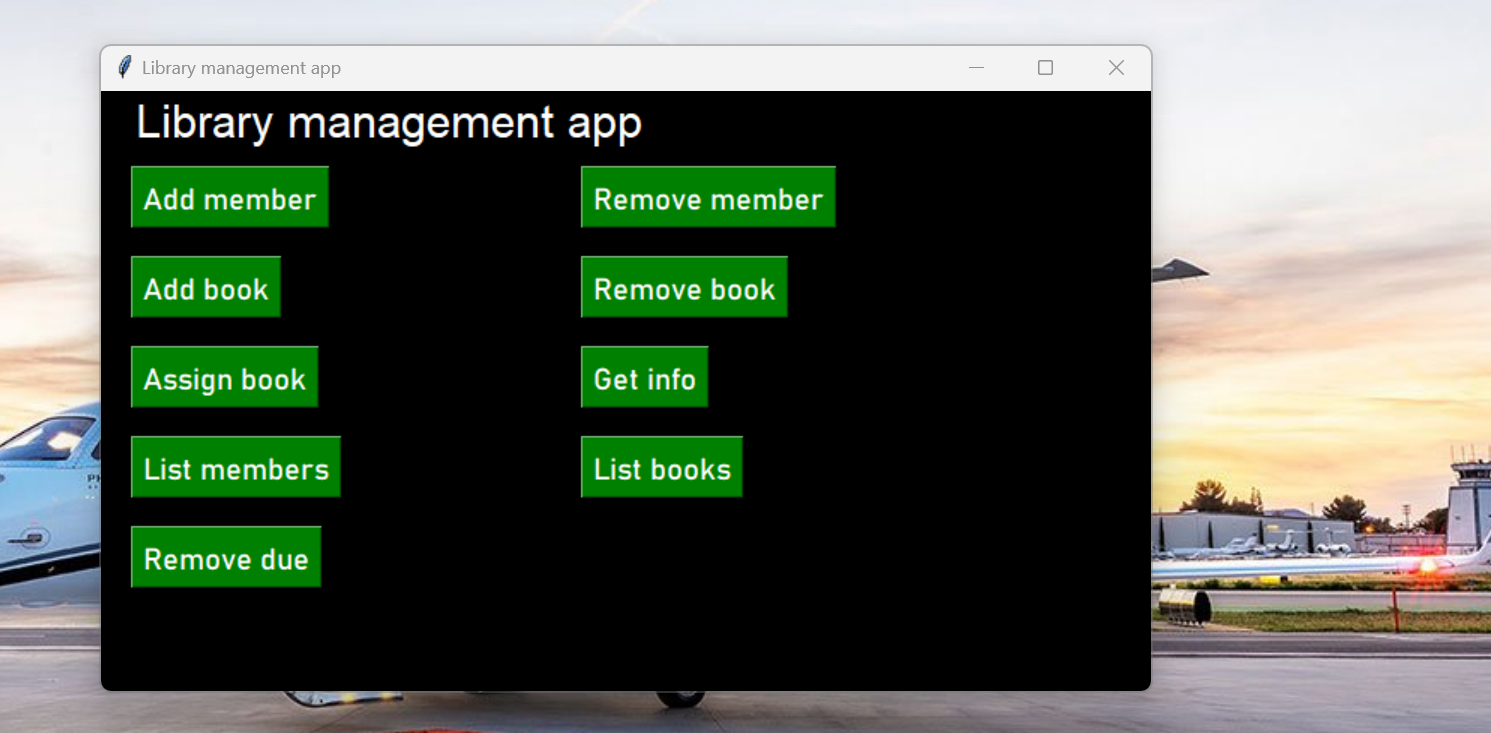 Library management app
Library management app
Add member
Remove member
Add book
Remove book
Assign book
Get info
List members
List books
Remove due